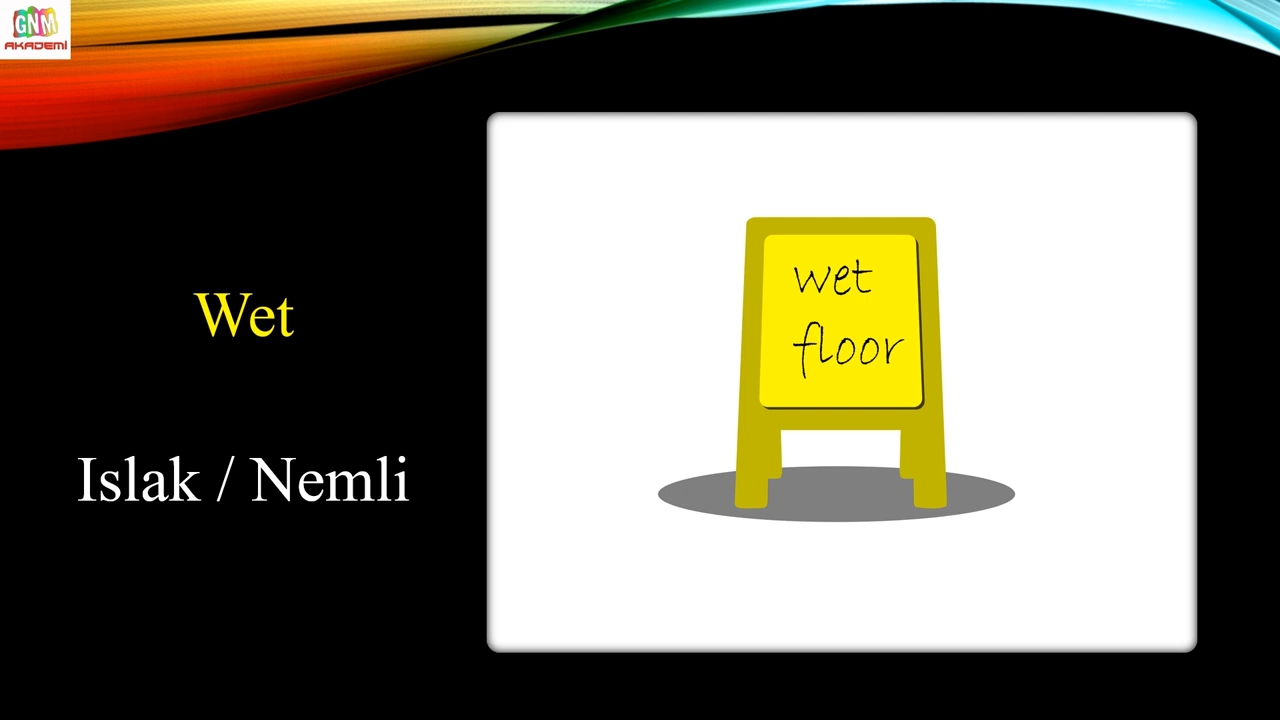 GNM
AKADEMİ
Wet
Islak / Nemli
wet
floor